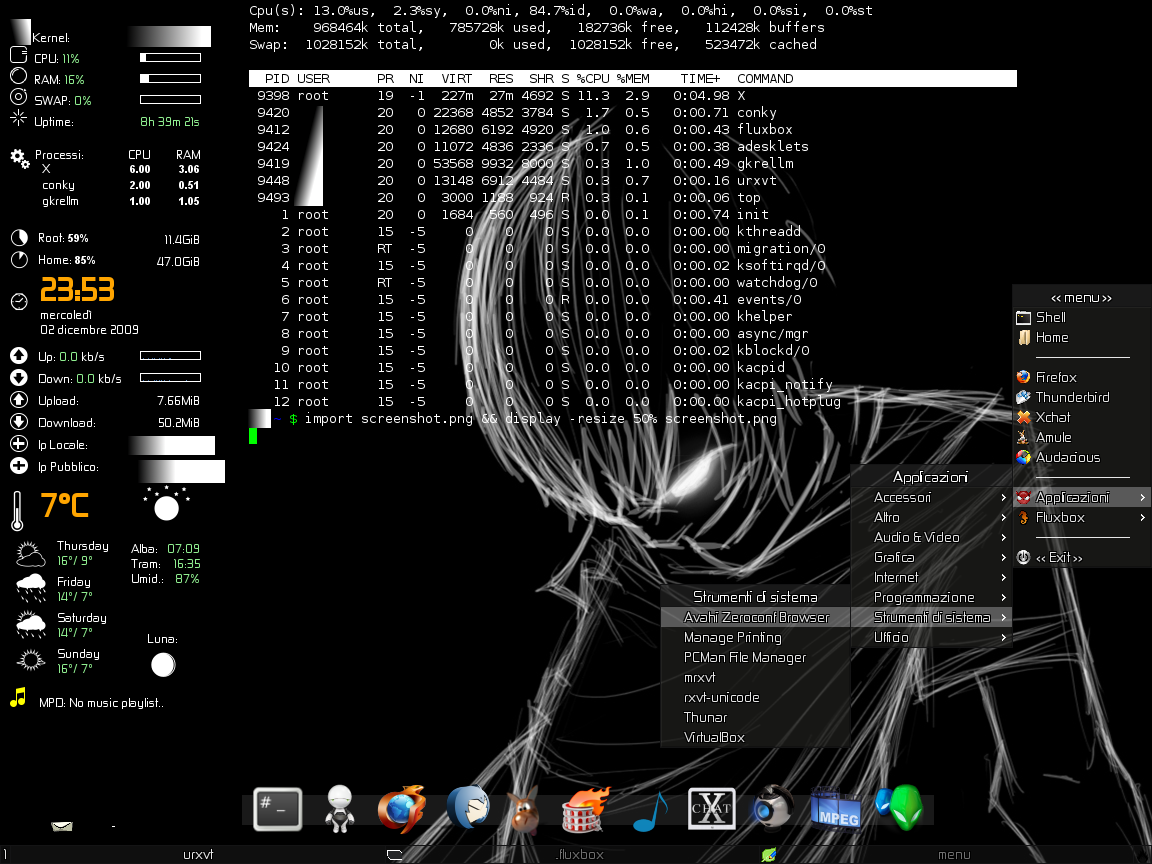 Kernel:
CPU: 11%
RAM: 16%
SWAP: 0%
Uptime: 8h 39m 21s
Processi: CPU RAM
X 6.00 3.06
conky 2.00 0.51
gkrellm 1.00 1.05
Root: 59% 11.4GiB
Home: 85% 47.0GiB
23:53
mercoledì
02 dicembre 2009
Up: 0.0 kb/s
Down: 0.0 kb/s
Upload: 7.66MiB
Download: 50.2MiB
Ip Locale:
Ip Pubblico:
7°C
Thursday
16°/ 9°
Friday
14°/ 7°
Saturday
14°/ 7°
Sunday
16°/ 7°
Alba: 07:09
Tram: 16:35
Umid.: 87%
Luna:
MPD: No music playlist..
Cpu(s): 13.0%us, 2.3%sy, 0.0%ni, 84.7%id, 0.0%wa, 0.0%hi, 0.0%si, 0.0%st
Mem: 968464k total, 785728k used, 182736k free, 112428k buffers
Swap: 1028152k total, 0k used, 1028152k free, 523472k cached
PID USER PR NI VIRT RES SHR S %CPU %MEM TIME+ COMMAND
9398 root 19 -1 227m 27m 4692 S 11.3 2.9 0:04.98 X
9420 20 0 22368 4852 3784 S 1.7 0.5 0:00.71 conky
9412 20 0 12680 6192 4920 S 1.0 0.6 0:00.43 fluxbox
9424 20 0 11072 4836 2336 S 0.7 0.5 0:00.38 adesklets
9419 20 0 53568 9932 8000 S 0.3 1.0 0:00.49 gkrellm
9448 20 0 13148 6912 4484 S 0.3 0.7 0:00.16 urxvt
9493 20 0 3000 1188 924 R 0.3 0.1 0:00.06 top
1 root 20 0 1684 560 496 S 0.0 0.1 0:00.74 init
2 root 15 -5 0 0 0 S 0.0 0.0 0:00.00 kthreadd
3 root RT -5 0 0 0 S 0.0 0.0 0:00.00 migration/0
4 root 15 -5 0 0 0 S 0.0 0.0 0:00.02 ksoftirqd/0
5 root RT -5 0 0 0 S 0.0 0.0 0:00.00 watchdog/0
6 root 15 -5 0 0 0 R 0.0 0.0 0:00.41 events/0
7 root 15 -5 0 0 0 S 0.0 0.0 0:00.00 khelper
8 root 15 -5 0 0 0 S 0.0 0.0 0:00.00 async/mgr
9 root 15 -5 0 0 0 S 0.0 0.0 0:00.02 kblockd/0
10 root 15 -5 0 0 0 S 0.0 0.0 0:00.00 kacpid
11 root 15 -5 0 0 0 S 0.0 0.0 0:00.00 kacpi_notify
12 root 15 -5 0 0 0 S 0.0 0.0 0:00.00 kacpi_hotplug
~ $ import screenshot.png && display -resize 50% screenshot.png
<< menu >>
Shell
Home
Firefox
Thunderbird
Xchat
Amule
Audacious
Applicazioni
Fluxbox
<< Exit >>
Applicazioni
Accessori
Altro
Audio & Video
Grafica
Internet
Programmazione
Strumenti di sistema
Ufficio
Strumenti di sistema
Avahi Zeroconf Browser
Manage Printing
PCMan File Manager
mrxvt
rxvt-unicode
Thunar
VirtualBox
# _
X CHAT
MPEG
1 urxvt .fluxbox menu